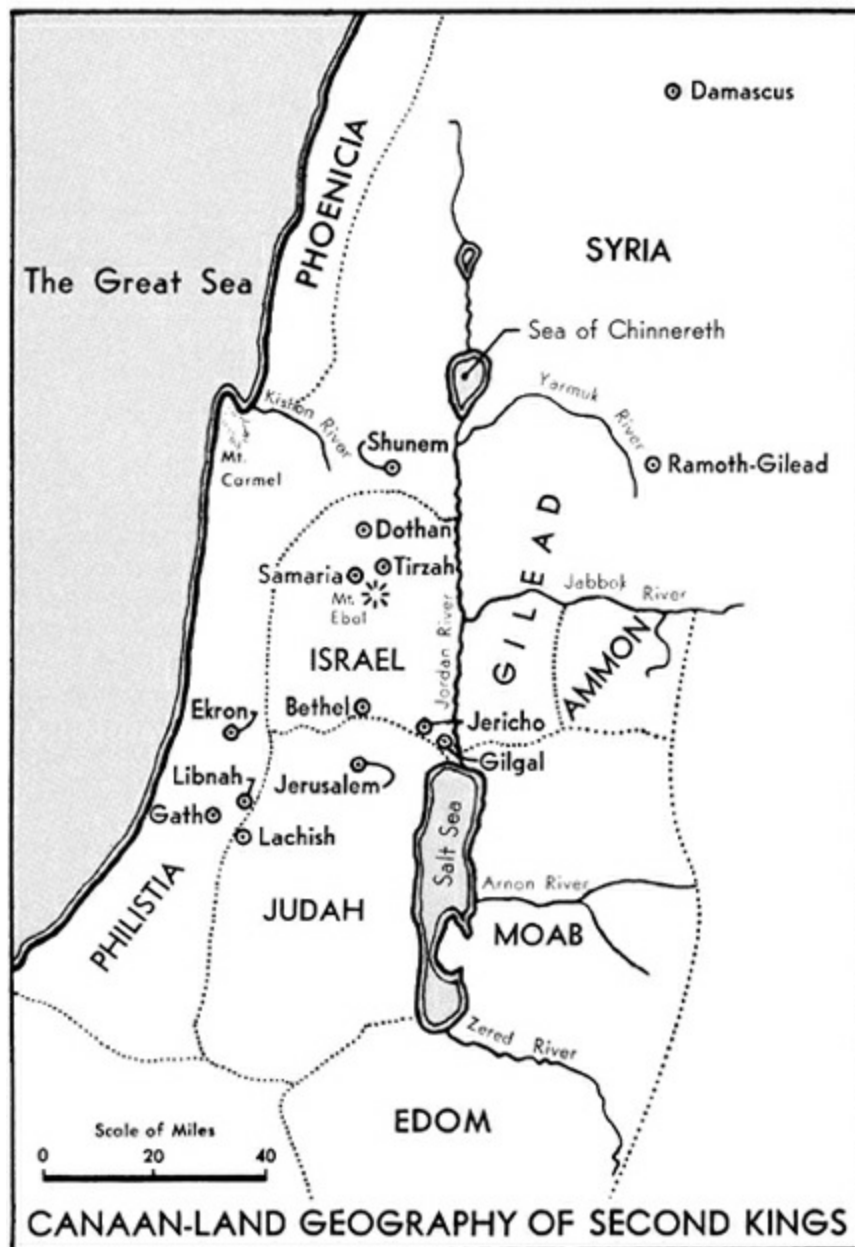 Damascus
PHOENICIA
SYRIA
The Great Sea
Sea of Chinnereth
Yarmuk River
Kishon River
Mt.
Carmel
Shunem
Ramoth-Gilead
Dothan
Samaria
Tirzah
Mt.
Ebal
GILEAD
Jabbok River
Jordan River
AMMON
ISRAEL
Ekron
Bethel
Jericho
Gilgal
Libnah
Jerusalem
Gath
Lachish
Salt Sea
Arnon River
PHILISTIA
JUDAH
MOAB
Zered River
EDOM
Scale of Miles
0 20 40
CANAAN-LAND GEOGRAPHY OF SECOND KINGS